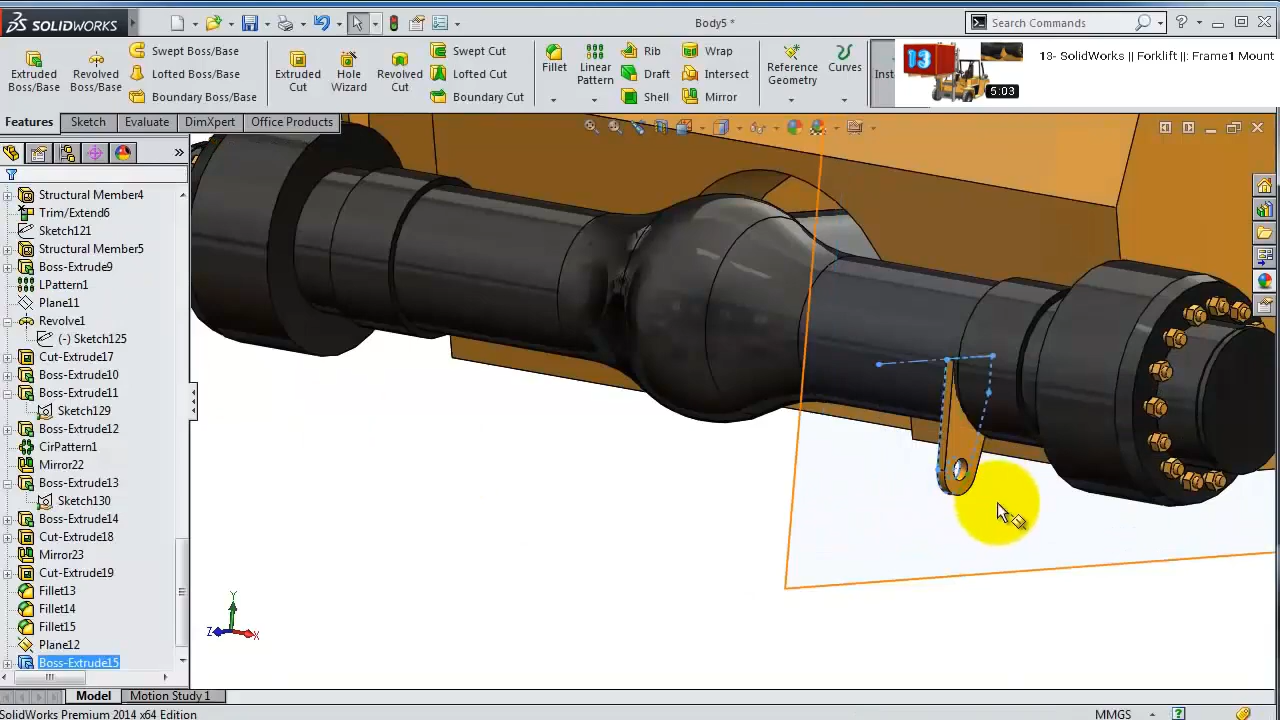 SOLIDWORKS
Body5 *
Search Commands
Extruded Boss/Base
Revolved Boss/Base
Swept Boss/Base
Lofted Boss/Base
Boundary Boss/Base
Extruded Cut
Hole Wizard
Revolved Cut
Swept Cut
Lofted Cut
Boundary Cut
Fillet
Linear Pattern
Rib
Draft
Shell
Wrap
Intersect
Mirror
Reference Geometry
Curves
Inst
13
5:03
13- SolidWorks || Forklift ||: Frame1 Mount
Features
Sketch
Evaluate
DimXpert
Office Products
Structural Member4
Trim/Extend6
Sketch121
Structural Member5
Boss-Extrude9
LPattern1
Plane11
Revolve1
(-) Sketch125
Cut-Extrude17
Boss-Extrude10
Boss-Extrude11
Sketch129
Boss-Extrude12
CirPattern1
Mirror22
Boss-Extrude13
Sketch130
Boss-Extrude14
Cut-Extrude18
Mirror23
Cut-Extrude19
Fillet13
Fillet14
Fillet15
Plane12
Boss-Extrude15
Y
Z
X
Model
Motion Study 1
SolidWorks Premium 2014 x64 Edition
MMGS